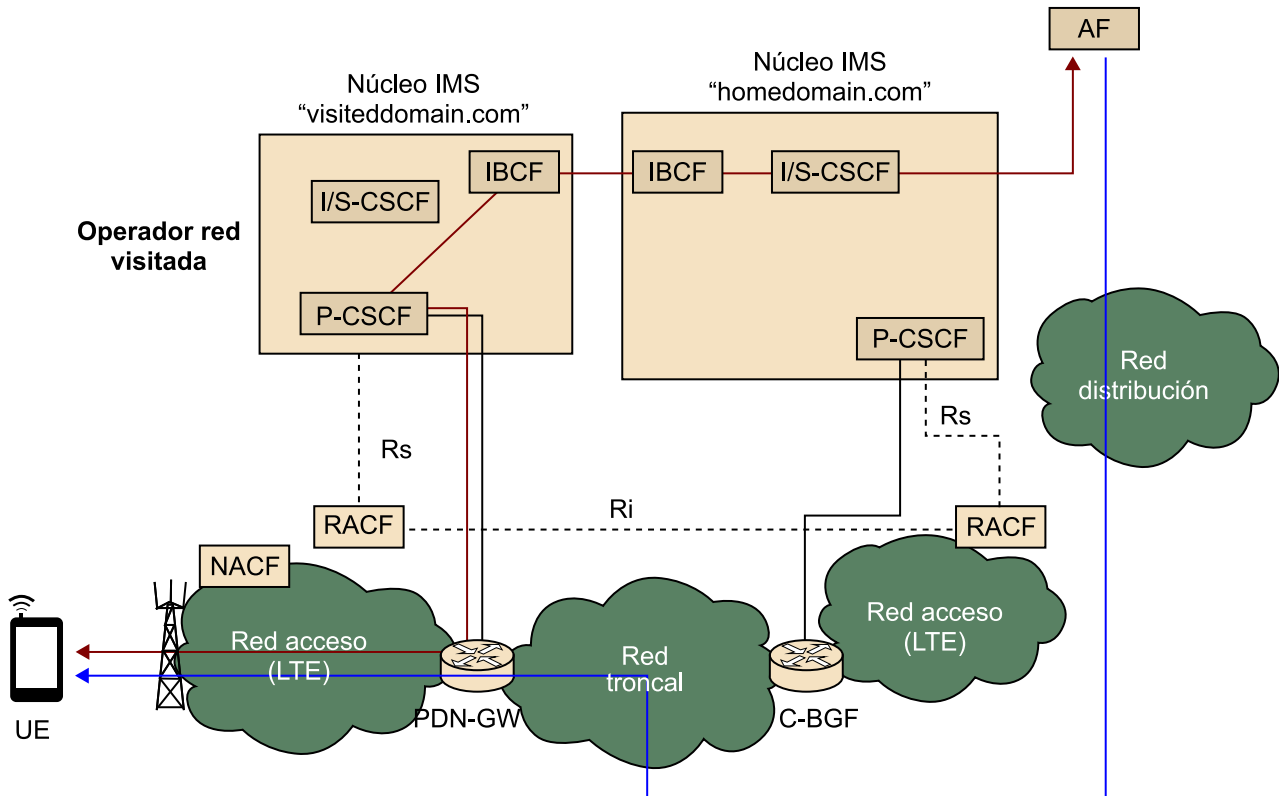 AF
Núcleo IMS
“visiteddomain.com”
Núcleo IMS
“homedomain.com”
IBCF
IBCF
I/S-CSCF
I/S-CSCF
Operador red
visitada
P-CSCF
P-CSCF
Red
distribución
Rs
Rs
Ri
RACF
RACF
NACF
Red acceso
(LTE)
Red acceso
(LTE)
Red
troncal
UE
PDN-GW
C-BGF